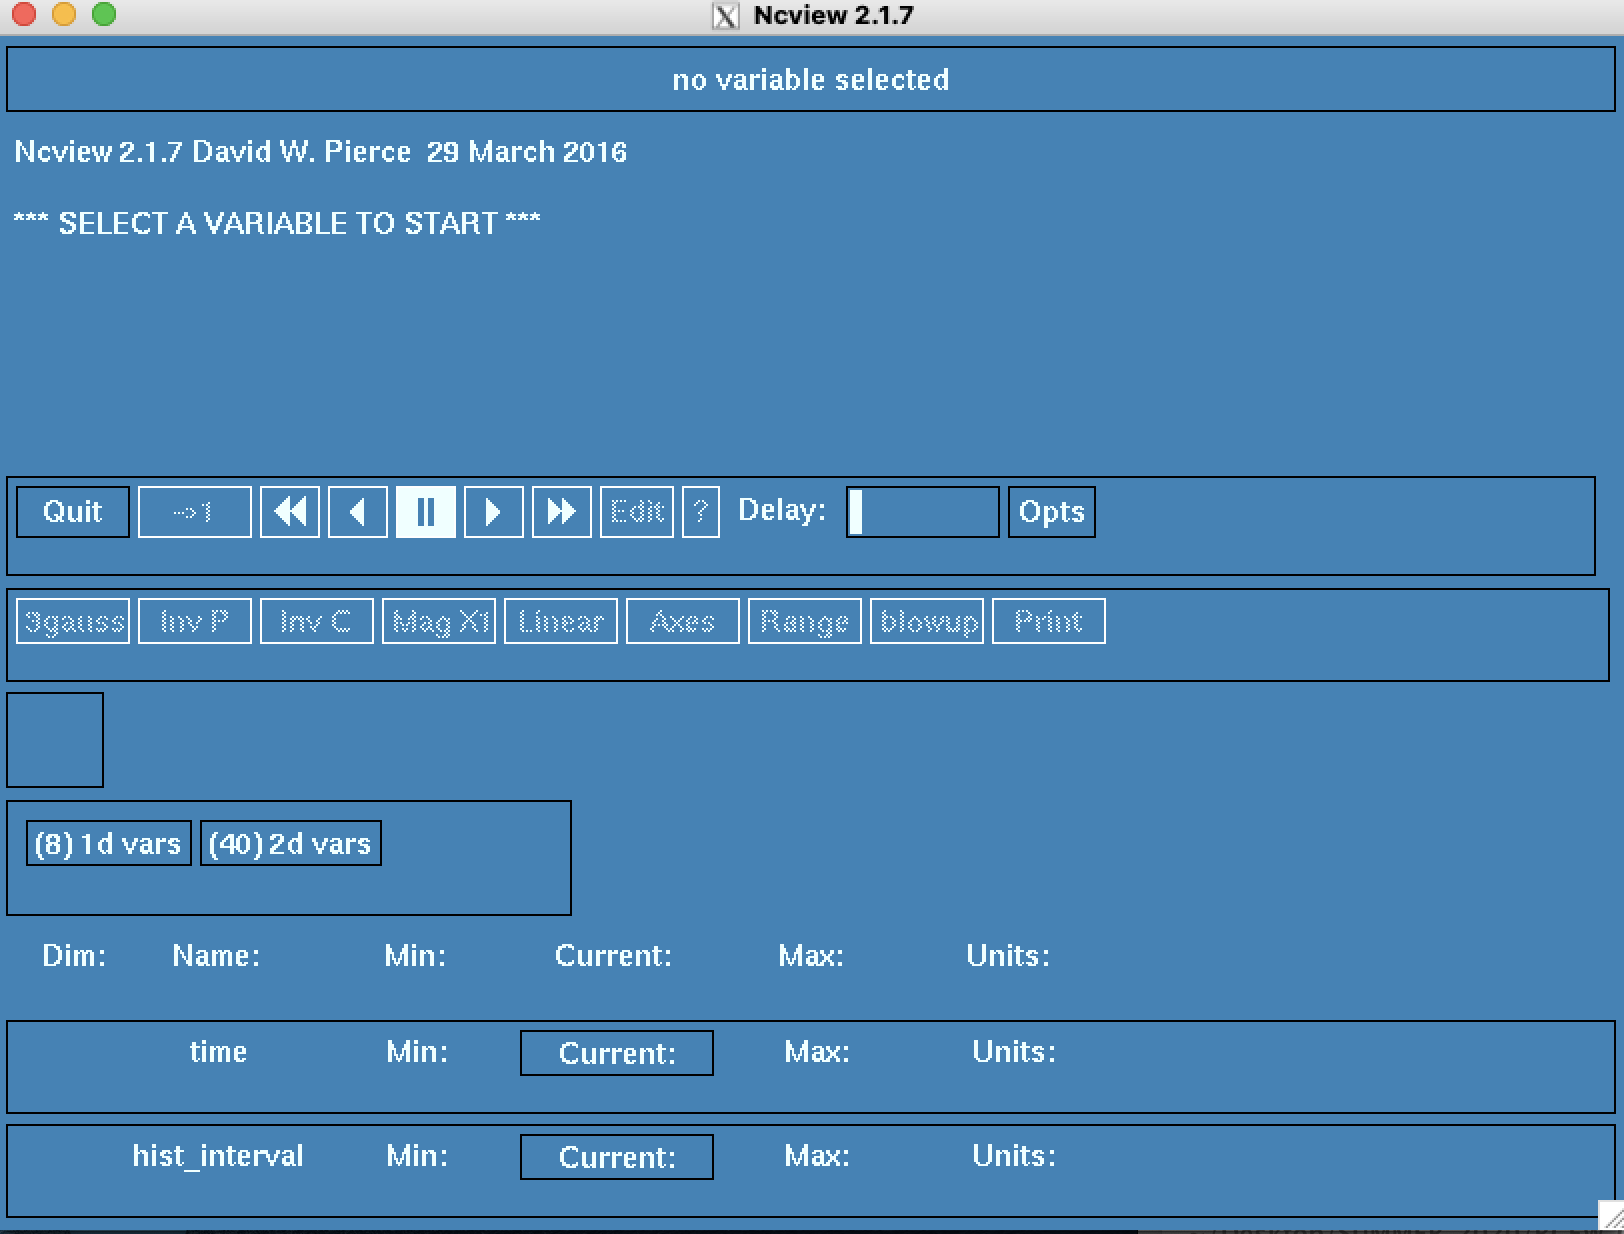 Ncview 2.1.7
no variable selected
Ncview 2.1.7 David W. Pierce 29 March 2016
*** SELECT A VARIABLE TO START ***
Quit ->1 Edit ? Delay: Opts
3gauss Inv P Inv C Mag X1 Linear Axes Range blowup Print
(8) 1d vars (40) 2d vars
Dim: Name: Min: Current: Max: Units:
time Min: Current: Max: Units:
hist_interval Min: Current: Max: Units: